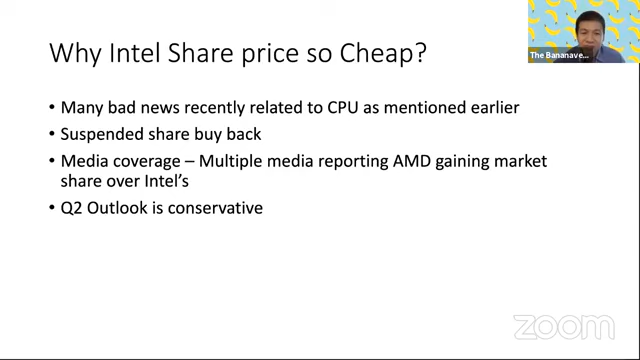 Why Intel Share price so Cheap?
The Bananave...
• Many bad news recently related to CPU as mentioned earlier
• Suspended share buy back
• Media coverage – Multiple media reporting AMD gaining market
share over Intel's
• Q2 Outlook is conservative
zoom